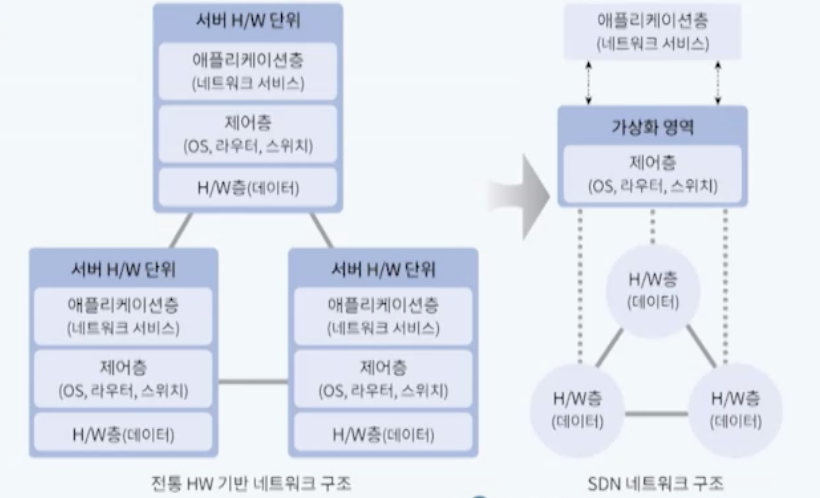 서버 H/W 단위
애플리케이션층
(네트워크 서비스)
제어층
(OS, 라우터, 스위치)
H/W층(데이터)
서버 H/W 단위
애플리케이션층
(네트워크 서비스)
제어층
(OS, 라우터, 스위치)
H/W층(데이터)
서버 H/W 단위
애플리케이션층
(네트워크 서비스)
제어층
(OS, 라우터, 스위치)
H/W층(데이터)
전통 HW 기반 네트워크 구조
애플리케이션층
(네트워크 서비스)
가상화 영역
제어층
(OS, 라우터, 스위치)
H/W층
(데이터)
H/W층
(데이터)
H/W층
(데이터)
SDN 네트워크 구조